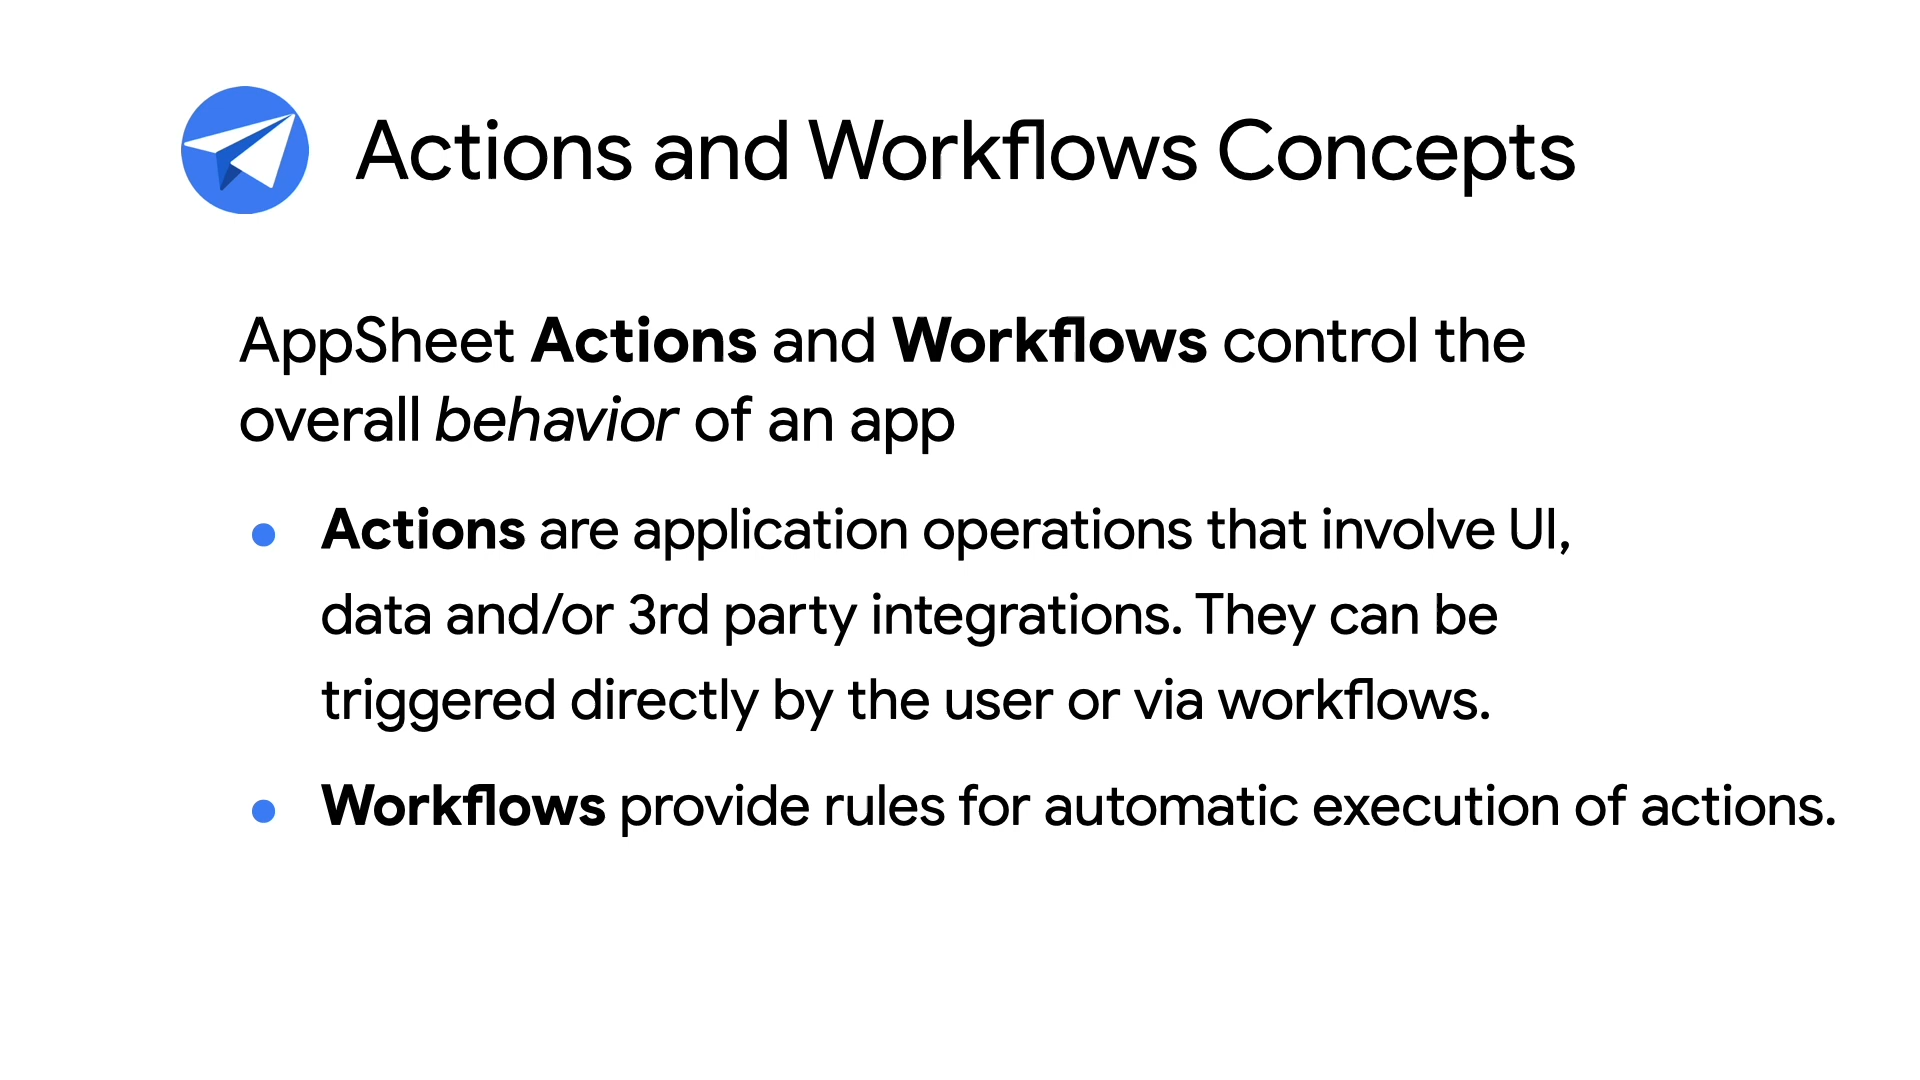 Actions and Workflows Concepts
AppSheet Actions and Workflows control the
overall behavior of an app
Actions are application operations that involve UI,
data and/or 3rd party integrations. They can be
triggered directly by the user or via workflows.
Workflows provide rules for automatic execution of actions.